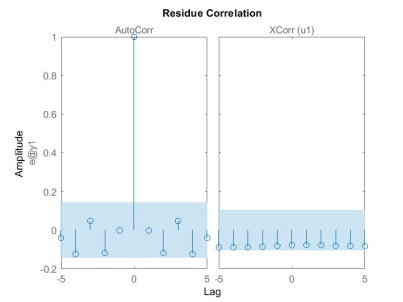 Residue Correlation
AutoCorr
XCorr (u1)
1
0.8
0.6
0.4
0.2
0
-0.2
Amplitude
e@y1
-5
0
5
-5
0
5
Lag